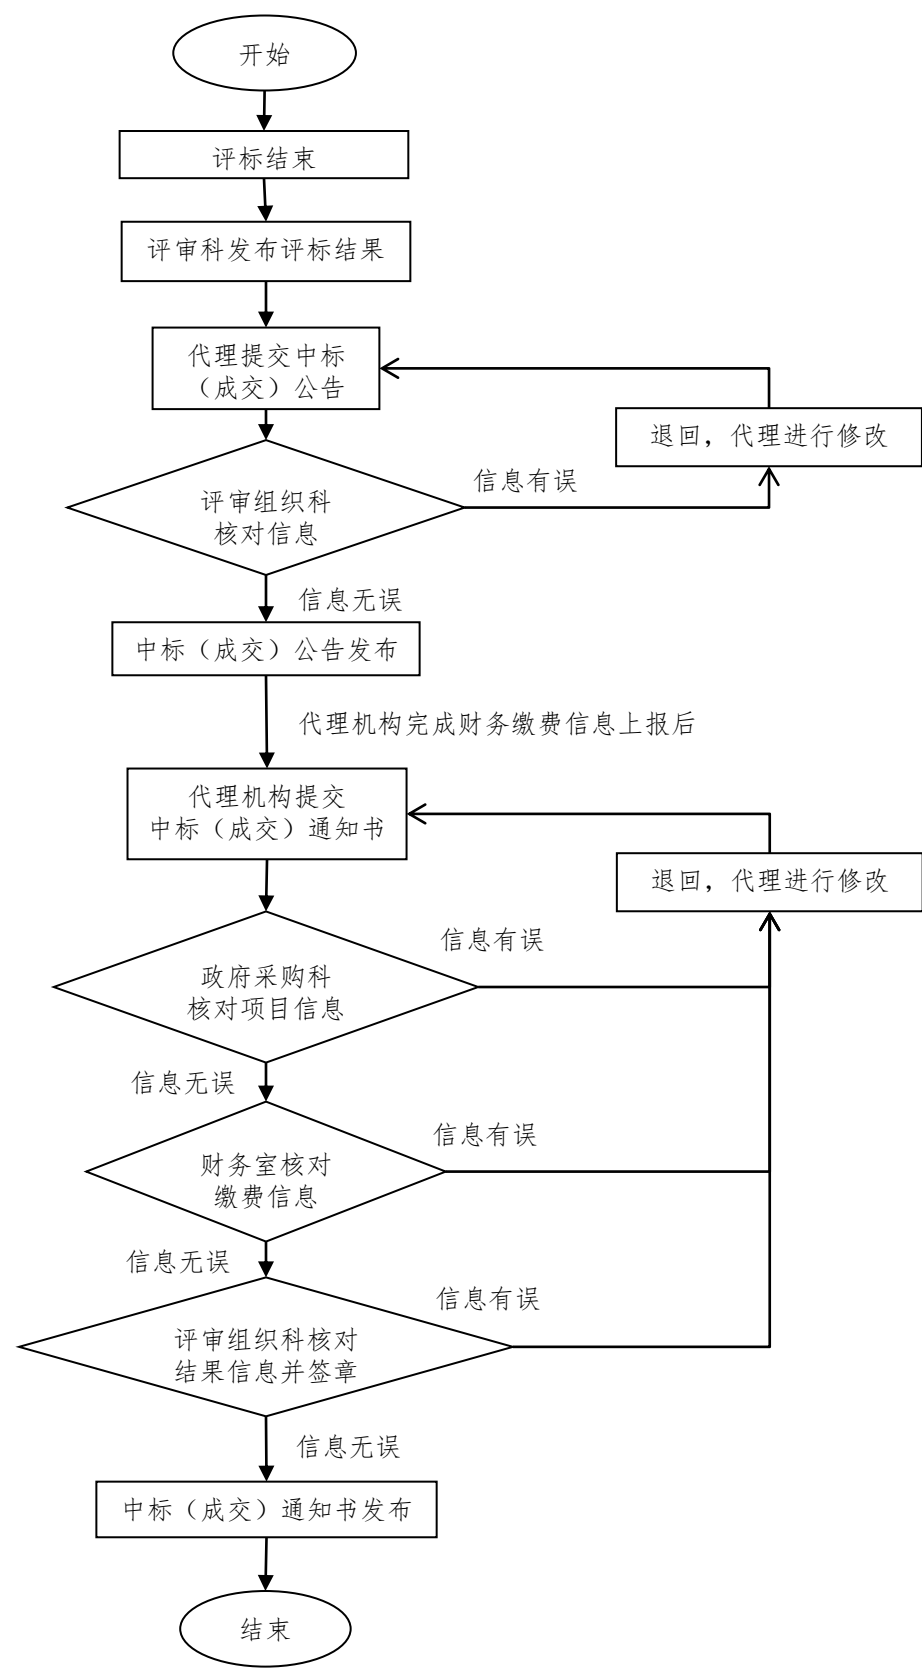 开始
评标结束
评审科发布评标结果
代理提交中标
（成交）公告
退回，代理进行修改
信息有误
评审组织科
核对信息
信息无误
中标（成交）公告发布
代理机构完成财务缴费信息上报后
代理机构提交
中标（成交）通知书
退回，代理进行修改
信息有误
政府采购科
核对项目信息
信息无误
信息有误
财务室核对
缴费信息
信息无误
信息有误
评审组织科核对
结果信息并签章
信息无误
中标（成交）通知书发布
结束